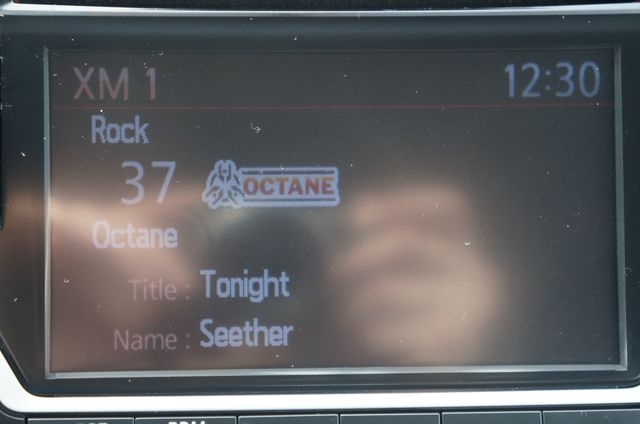 XM 1 12:30
Rock
37 OCTANE
Octane
Title : Tonight
Name : Seether